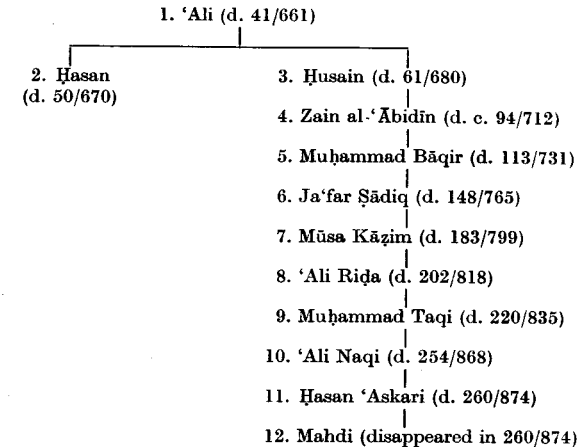 1. ‘Ali (d. 41/661)
2. Ḥasan
(d. 50/670)
3. Ḥusain (d. 61/680)
4. Zain al-‘Ābidīn (d. c. 94/712)
5. Muḥammad Bāqir (d. 113/731)
6. Ja‘far Ṣādiq (d. 148/765)
7. Mūsa Kāẓim (d. 183/799)
8. ‘Ali Riḍa (d. 202/818)
9. Muḥammad Taqi (d. 220/835)
10. ‘Ali Naqi (d. 254/868)
11. Ḥasan ‘Askari (d. 260/874)
12. Mahdi (disappeared in 260/874)